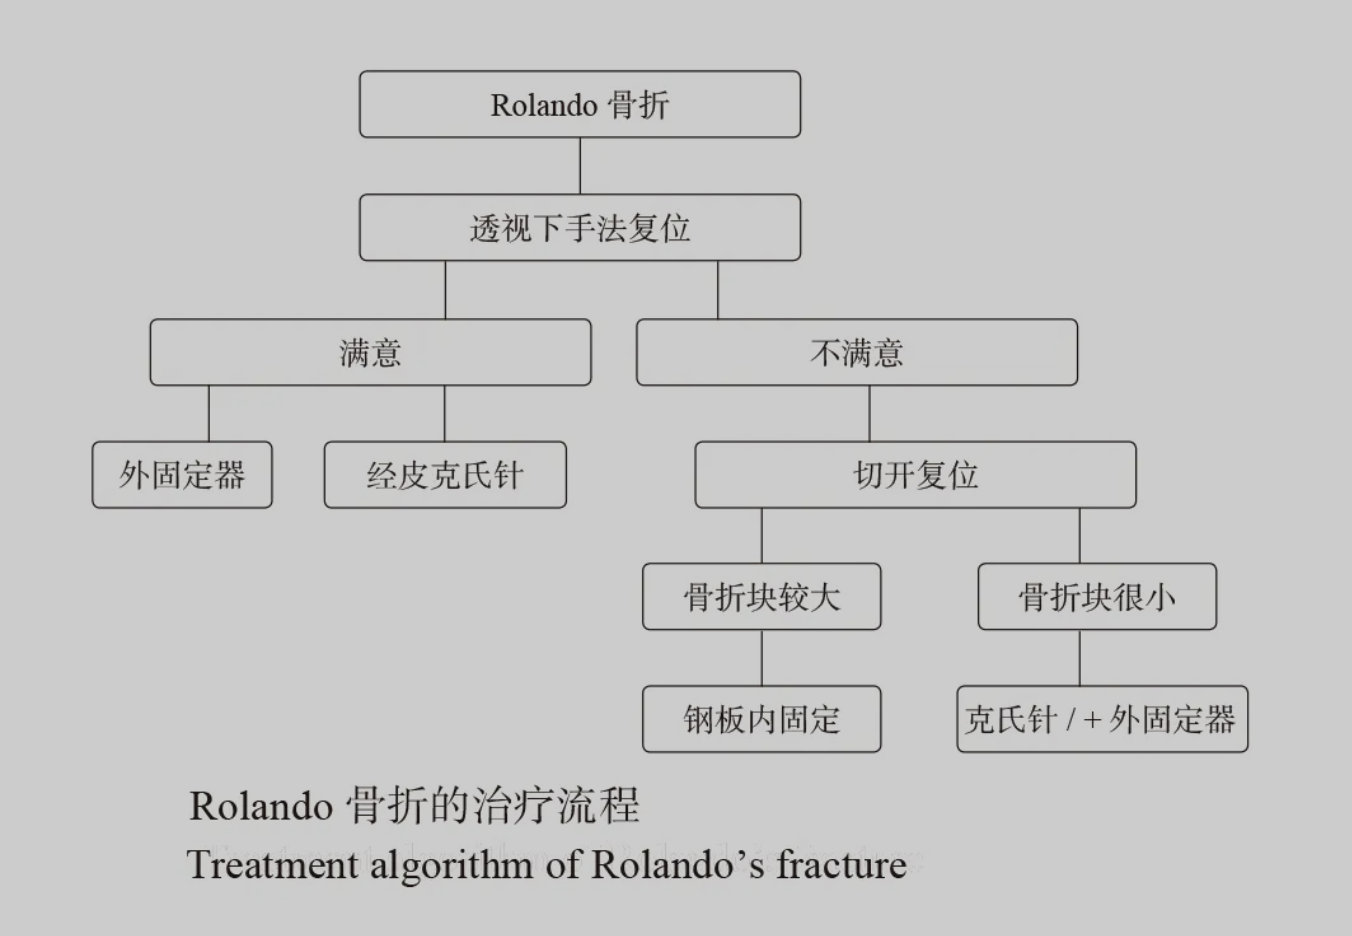 Rolando 骨折
透视下手法复位
满意
不满意
外固定器
经皮克氏针
切开复位
骨折块较大
骨折块很小
钢板内固定
克氏针 / + 外固定器
Rolando 骨折的治疗流程
Treatment algorithm of Rolando’s fracture